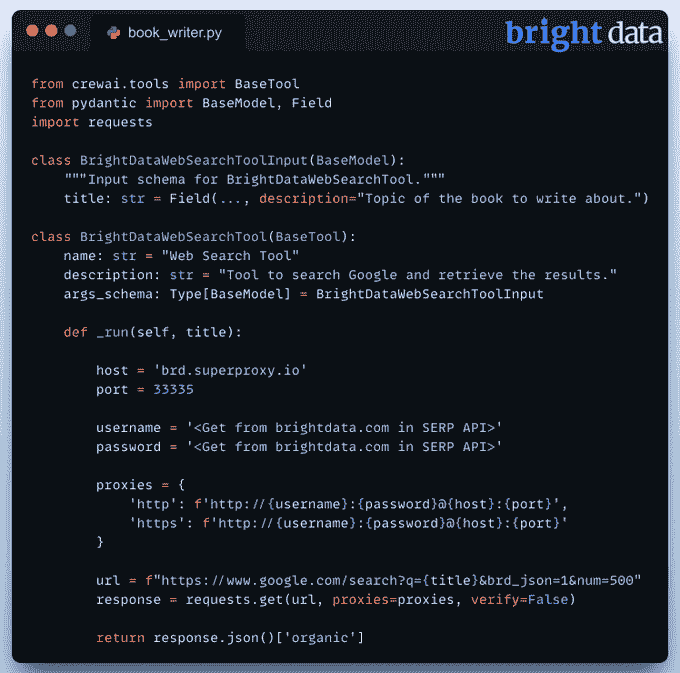 book_writer.py
bright data
from crewai.tools import BaseTool
from pydantic import BaseModel, Field
import requests
class BrightDataWebSearchToolInput(BaseModel):
"""Input schema for BrightDataWebSearchTool."""
title: str = Field(..., description="Topic of the book to write about.")
class BrightDataWebSearchTool(BaseTool):
name: str = "Web Search Tool"
description: str = "Tool to search Google and retrieve the results."
args_schema: Type[BaseModel] = BrightDataWebSearchToolInput
def _run(self, title):
host = 'brd.superproxy.io'
port = 33335
username = '<Get from brightdata.com in SERP API>'
password = '<Get from brightdata.com in SERP API>'
proxies = {
'http': f'http://{username}:{password}@{host}:{port}',
'https': f'http://{username}:{password}@{host}:{port}'
}
url = f"https://www.google.com/search?q={title}&brd_json=1&num=500"
response = requests.get(url, proxies=proxies, verify=False)
return response.json()['organic']